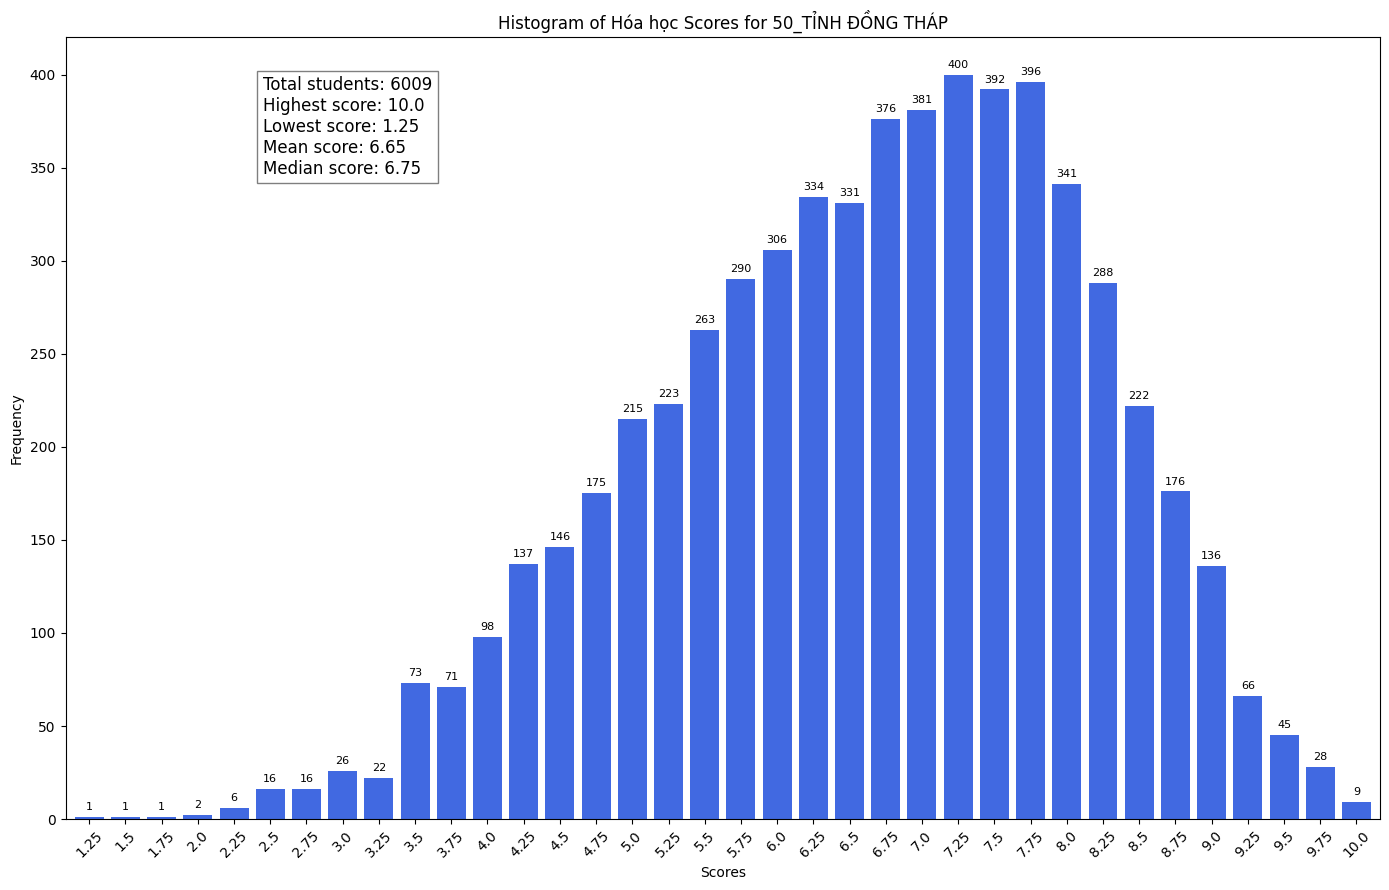 Histogram of Hóa học Scores for 50_TỈNH ĐỒNG THÁP
Total students: 6009
Highest score: 10.0
Lowest score: 1.25
Mean score: 6.65
Median score: 6.75
Frequency
400
350
300
250
200
150
100
50
0
1 1 1 2 6 16 16 26 22 73 71 98 137 146 175 215 223 263 290 306 334 331 376 381 400 392 396 341 288 222 176 136 66 45 28 9
1.25 1.5 1.75 2.0 2.25 2.5 2.75 3.0 3.25 3.5 3.75 4.0 4.25 4.5 4.75 5.0 5.25 5.5 5.75 6.0 6.25 6.5 6.75 7.0 7.25 7.5 7.75 8.0 8.25 8.5 8.75 9.0 9.25 9.5 9.75 10.0
Scores